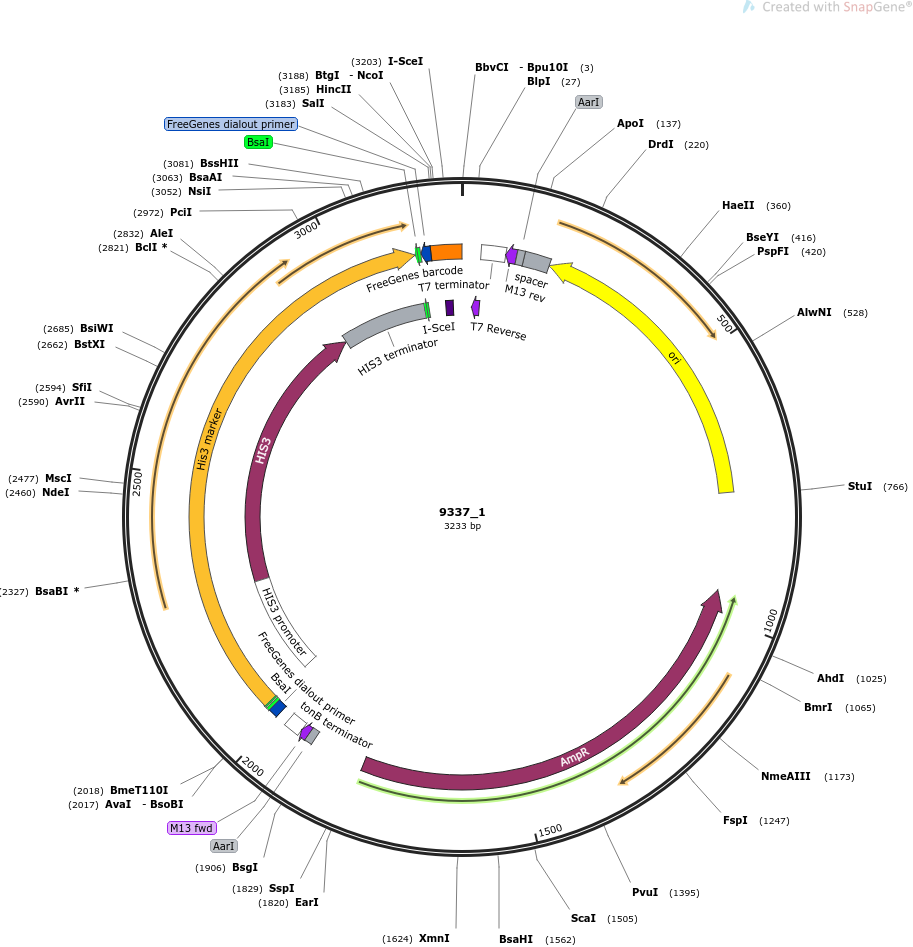 Created with SnapGene®
(3203) I-SceI
(3188) BtgI - NcoI
(3185) HincII
(3183) SalI
FreeGenes dialout primer
BsaI
(3081) BssHII
(3063) BsaAI
(3052) NsiI
(2972) PciI
(2832) AleI
(2821) BclI *
(2685) BsiWI
(2662) BstXI
(2594) SfiI
(2590) AvrII
(2477) MscI
(2460) NdeI
(2327) BsaBI *
(2018) BmeT110I
(2017) AvaI - BsoBI
M13 fwd
AarI
(1906) BsgI
(1829) SspI
(1820) EarI
(1624) XmnI
BbvCI - Bpu10I (3)
BlpI (27)
AarI
ApoI (137)
DrdI (220)
HaeII (360)
BseYI (416)
PspFI (420)
AlwNI (528)
StuI (766)
AhdI (1025)
BmrI (1065)
NmeAIII (1173)
FspI (1247)
PvuI (1395)
ScaI (1505)
BsaHI (1562)
500
1000
1500
2000
2500
3000
FreeGenes barcode
T7 terminator
spacer
M13 rev
I-SceI
T7 Reverse
HIS3 terminator
ori
His3 marker
HIS3
HIS3 promoter
FreeGenes dialout primer
BsaI
tonB terminator
AmpR
9337_1
3233 bp